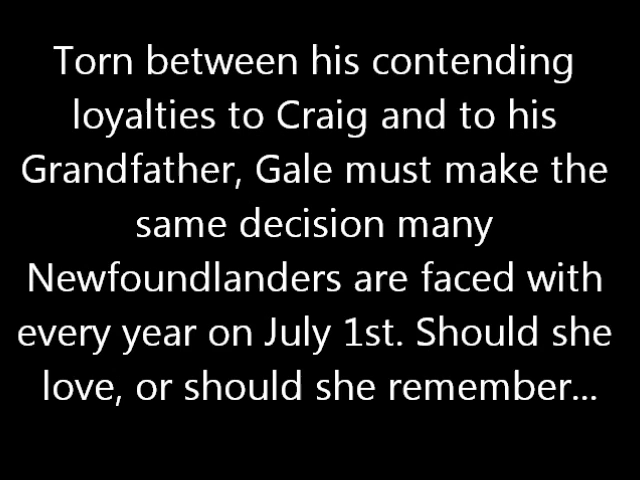 Torn between his contending
loyalties to Craig and to his
Grandfather, Gale must make the
same decision many
Newfoundlanders are faced with
every year on July 1st. Should she
love, or should she remember...